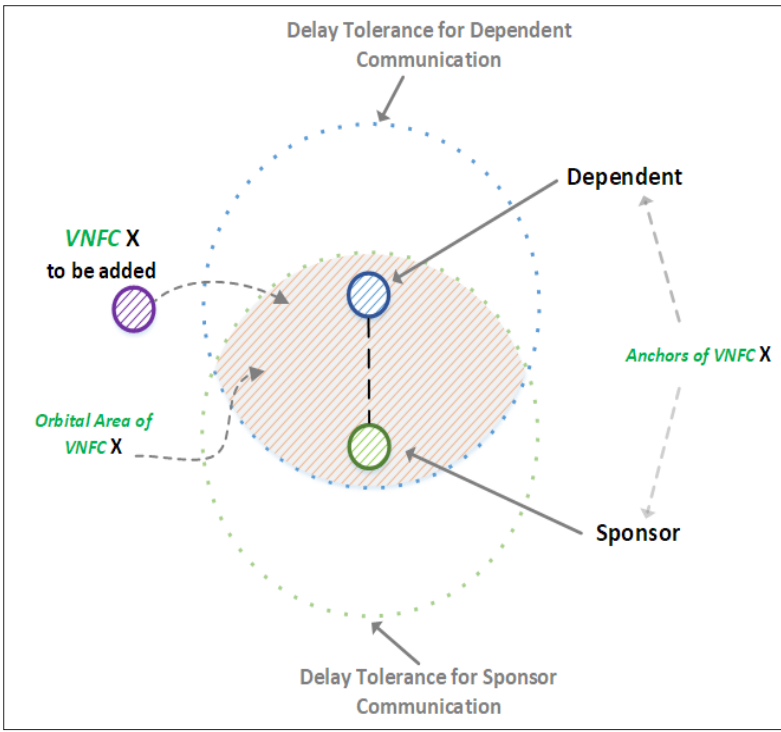 Delay Tolerance for Dependent
Communication
Dependent
VNFC X
to be added
Anchors of VNFC X
Orbital Area of
VNFC X
Sponsor
Delay Tolerance for Sponsor
Communication